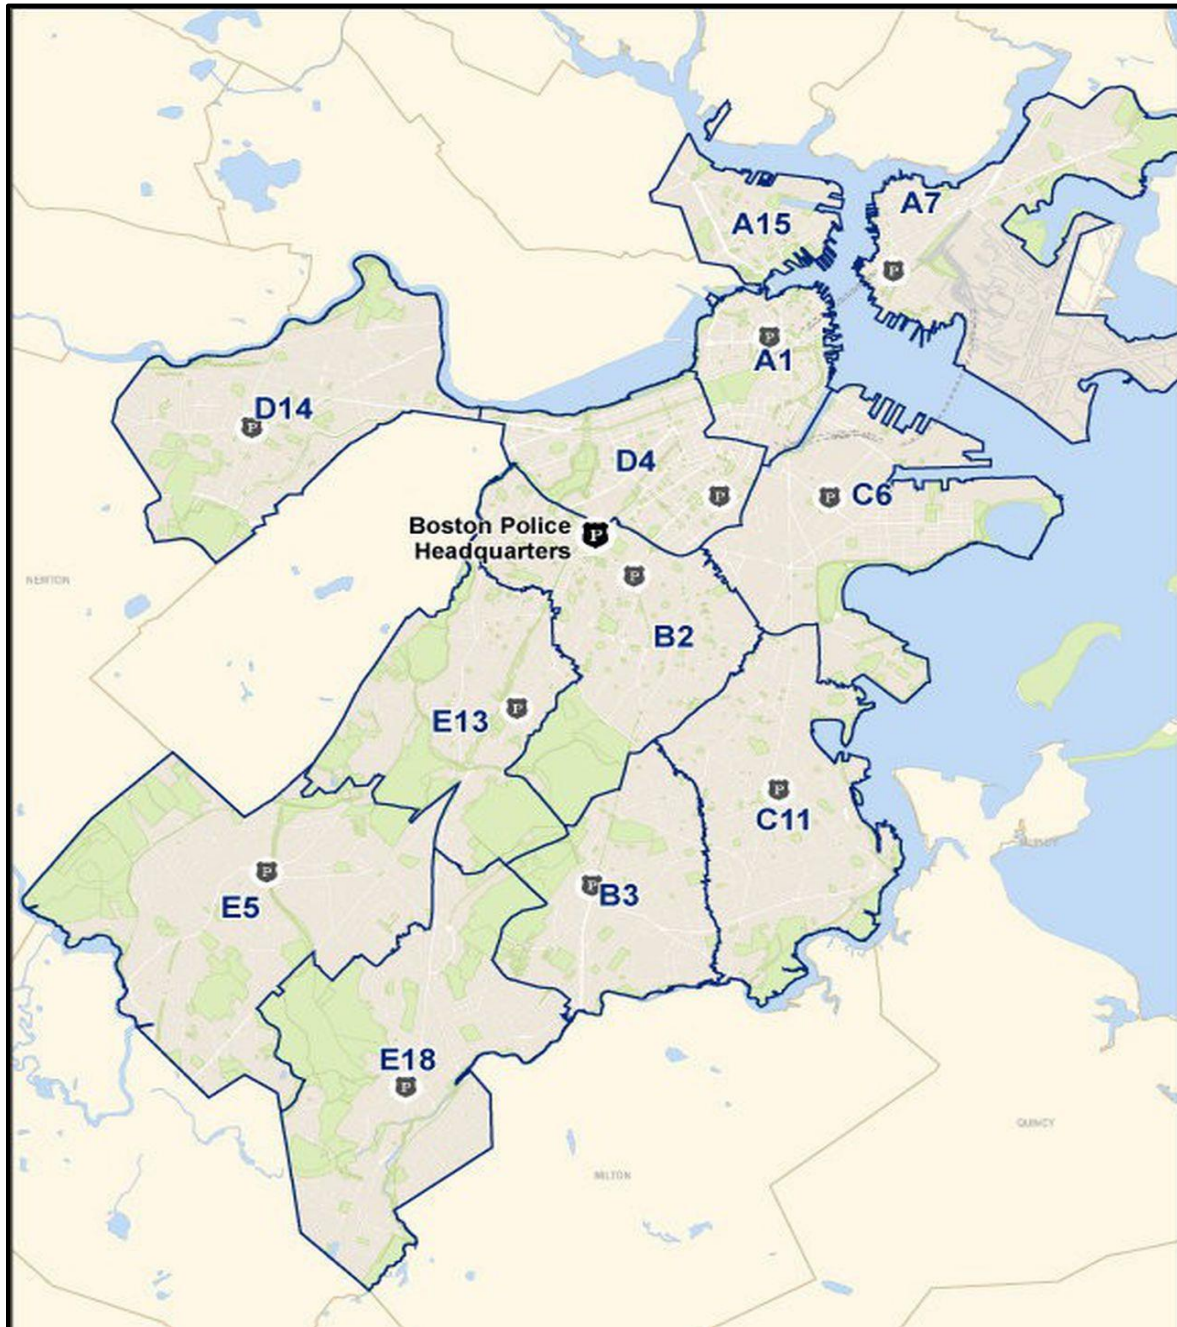 A7
A15
A1
D14
D4
C6
Boston Police
Headquarters
P
NEWTON
B2
E13
C11
B3
E5
E18
QUINCY
MILTON